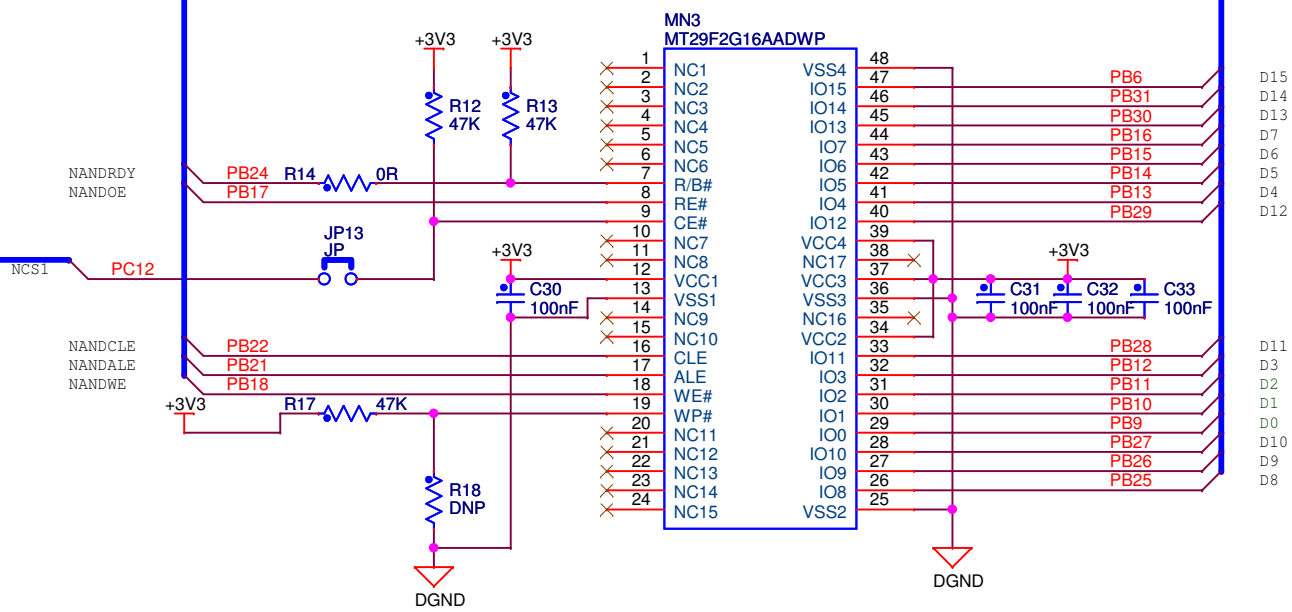 MN3
MT29F2G16AADWP
+3V3 +3V3
R12 47K
R13 47K
NANDRDY PB24 R14 0R
NANDOE PB17
JP13
JP
NCS1 PC12
+3V3
C30
100nF
NANDCLE PB22
NANDALE PB21
NANDWE PB18
+3V3 R17 47K
R18
DNP
DGND
1 NC1
2 NC2
3 NC3
4 NC4
5 NC5
6 NC6
7 R/B#
8 RE#
9 CE#
10 NC7
11 NC8
12 VCC1
13 VSS1
14 NC9
15 NC10
16 CLE
17 ALE
18 WE#
19 WP#
20 NC11
21 NC12
22 NC13
23 NC14
24 NC15
VSS4 48
IO15 47 PB6 D15
IO14 46 PB31 D14
IO13 45 PB30 D13
IO7 44 PB16 D7
IO6 43 PB15 D6
IO5 42 PB14 D5
IO4 41 PB13 D4
IO12 40 PB29 D12
VCC4 39
NC17 38
VCC3 37
VSS3 36
NC16 35
VCC2 34
IO11 33 PB28 D11
IO3 32 PB12 D3
IO2 31 PB11 D2
IO1 30 PB10 D1
IO0 29 PB9 D0
IO10 28 PB27 D10
IO9 27 PB26 D9
IO8 26 PB25 D8
VSS2 25
+3V3
C31 C32 C33
100nF 100nF 100nF
DGND